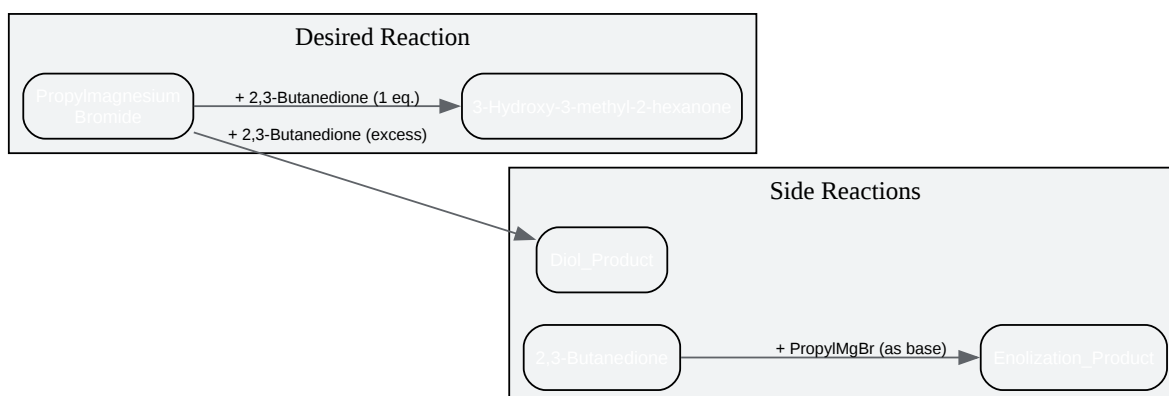 Desired Reaction
Propylmagnesium
Bromide
+ 2,3-Butanedione (1 eq.)
3-Hydroxy-3-methyl-2-hexanone
+ 2,3-Butanedione (excess)
Side Reactions
Diol_Product
2,3-Butanedione
+ PropylMgBr (as base)
Enolization_Product